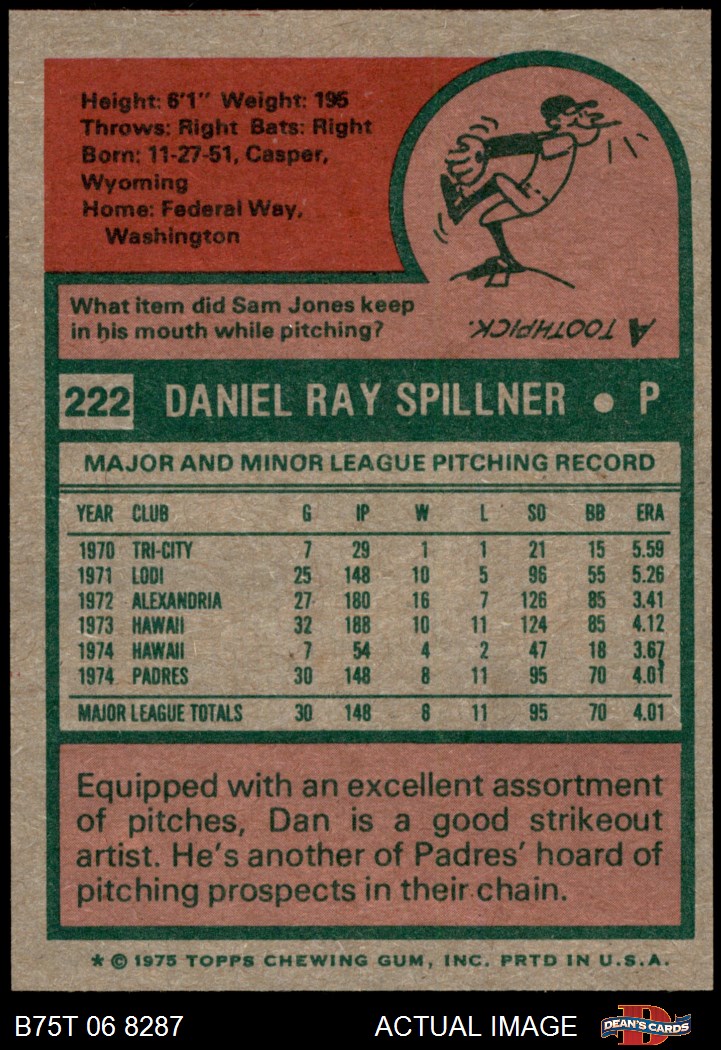 Height: 6'1" Weight: 195
Throws: Right Bats: Right
Born: 11-27-51, Casper,
Wyoming
Home: Federal Way,
Washington
What item did Sam Jones keep
in his mouth while pitching?
A TOOTHPICK.
222 DANIEL RAY SPILLNER • P
MAJOR AND MINOR LEAGUE PITCHING RECORD
YEAR CLUB G IP W L SO BB ERA
1970 TRI-CITY 7 29 1 1 21 15 5.59
1971 LODI 25 148 10 5 96 55 5.26
1972 ALEXANDRIA 27 180 16 7 126 85 3.41
1973 HAWAII 32 188 10 11 124 85 4.12
1974 HAWAII 7 54 4 2 47 18 3.67
1974 PADRES 30 148 8 11 95 70 4.01
MAJOR LEAGUE TOTALS 30 148 8 11 95 70 4.01
Equipped with an excellent assortment
of pitches, Dan is a good strikeout
artist. He's another of Padres' hoard of
pitching prospects in their chain.
* © 1975 TOPPS CHEWING GUM, INC. PRTD IN U.S.A.
B75T 06 8287 ACTUAL IMAGE DEAN'S CARDS